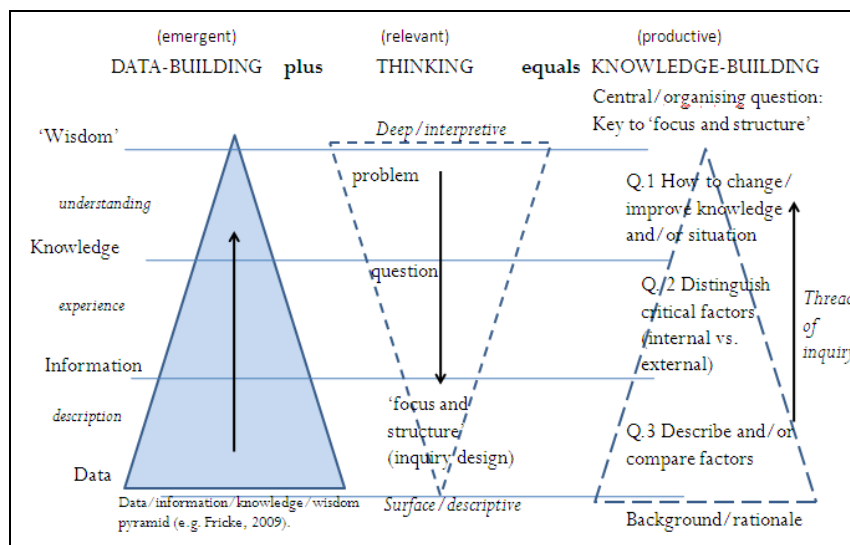 (emergent) (relevant) (productive)
DATA-BUILDING plus THINKING equals KNOWLEDGE-BUILDING
Central/organising question:
Key to ‘focus and structure’
‘Wisdom’
understanding
Knowledge
experience
Information
description
Data
Data/information/knowledge/wisdom
pyramid (e.g. Fricke, 2009).
Deep/interpretive
problem
question
‘focus and
structure’
(inquiry design)
Surface/descriptive
Q.1 How to change/
improve knowledge
and/or situation
Q. 2 Distinguish
critical factors
(internal vs.
external)
Q.3 Describe and/or
compare factors
Background/rationale
Thread
of
inquiry